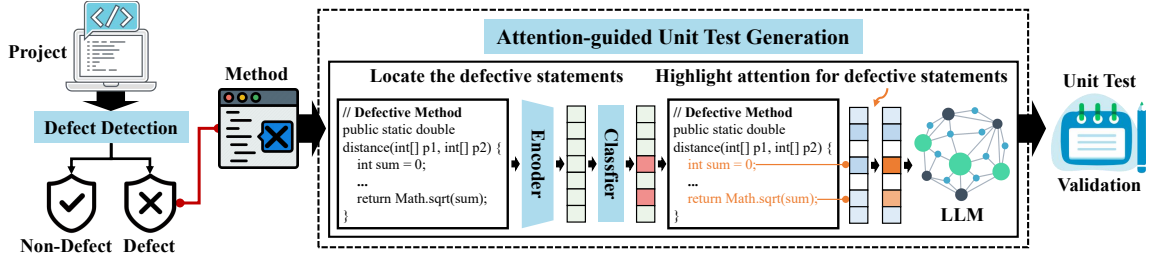 </>
Project
Defect Detection
Non-Defect
Defect
Method
Attention-guided Unit Test Generation
Locate the defective statements
// Defective Method
public static double
distance(int[] p1, int[] p2) {
int sum = 0;
...
return Math.sqrt(sum);
}
Encoder
Classfier
Highlight attention for defective statements
// Defective Method
public static double
distance(int[] p1, int[] p2) {
int sum = 0;
...
return Math.sqrt(sum);
}
LLM
Unit Test
Validation